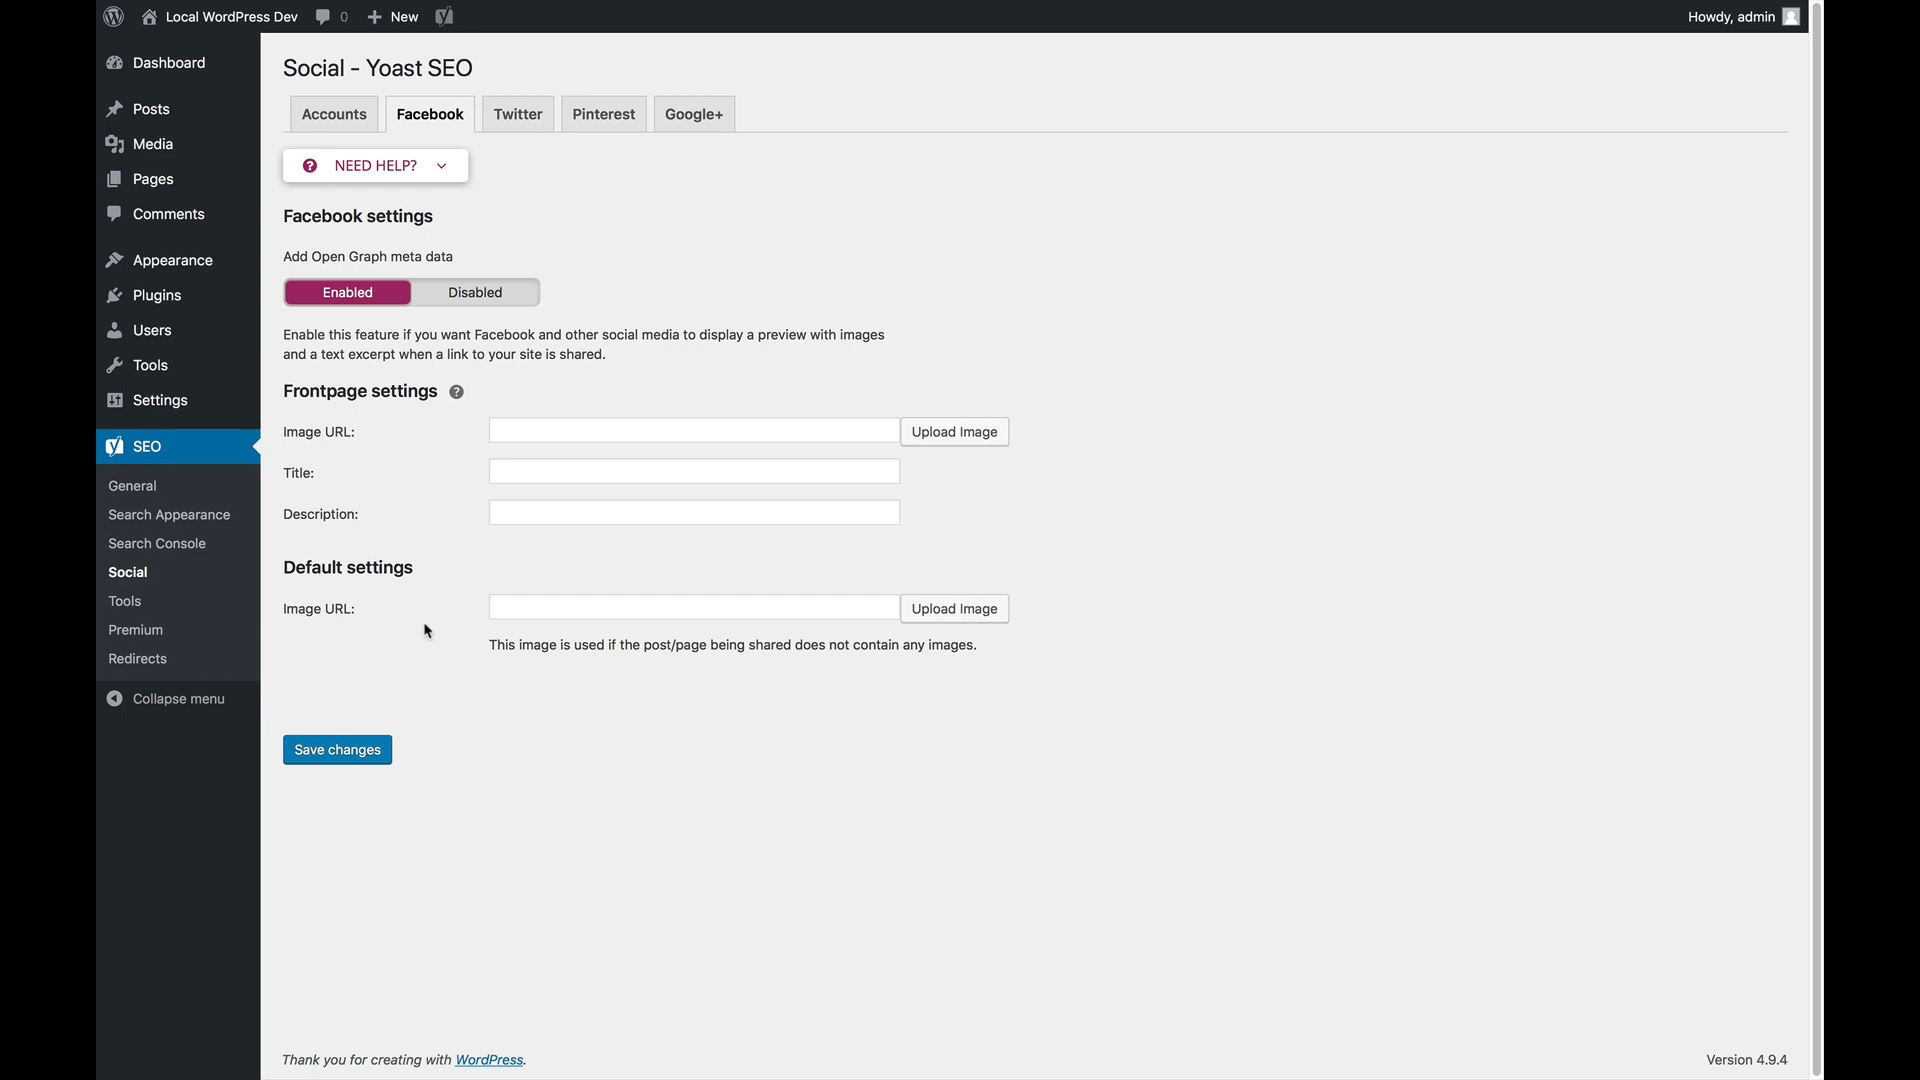 Local WordPress Dev 0 New
Howdy, admin
Dashboard
Posts
Media
Pages
Comments
Appearance
Plugins
Users
Tools
Settings
SEO
General
Search Appearance
Search Console
Social
Tools
Premium
Redirects
Collapse menu
Social - Yoast SEO
Accounts Facebook Twitter Pinterest Google+
NEED HELP?
Facebook settings
Add Open Graph meta data
Enabled Disabled
Enable this feature if you want Facebook and other social media to display a preview with images
and a text excerpt when a link to your site is shared.
Frontpage settings
Image URL: Upload Image
Title:
Description:
Default settings
Image URL: Upload Image
This image is used if the post/page being shared does not contain any images.
Save changes
Thank you for creating with WordPress.
Version 4.9.4